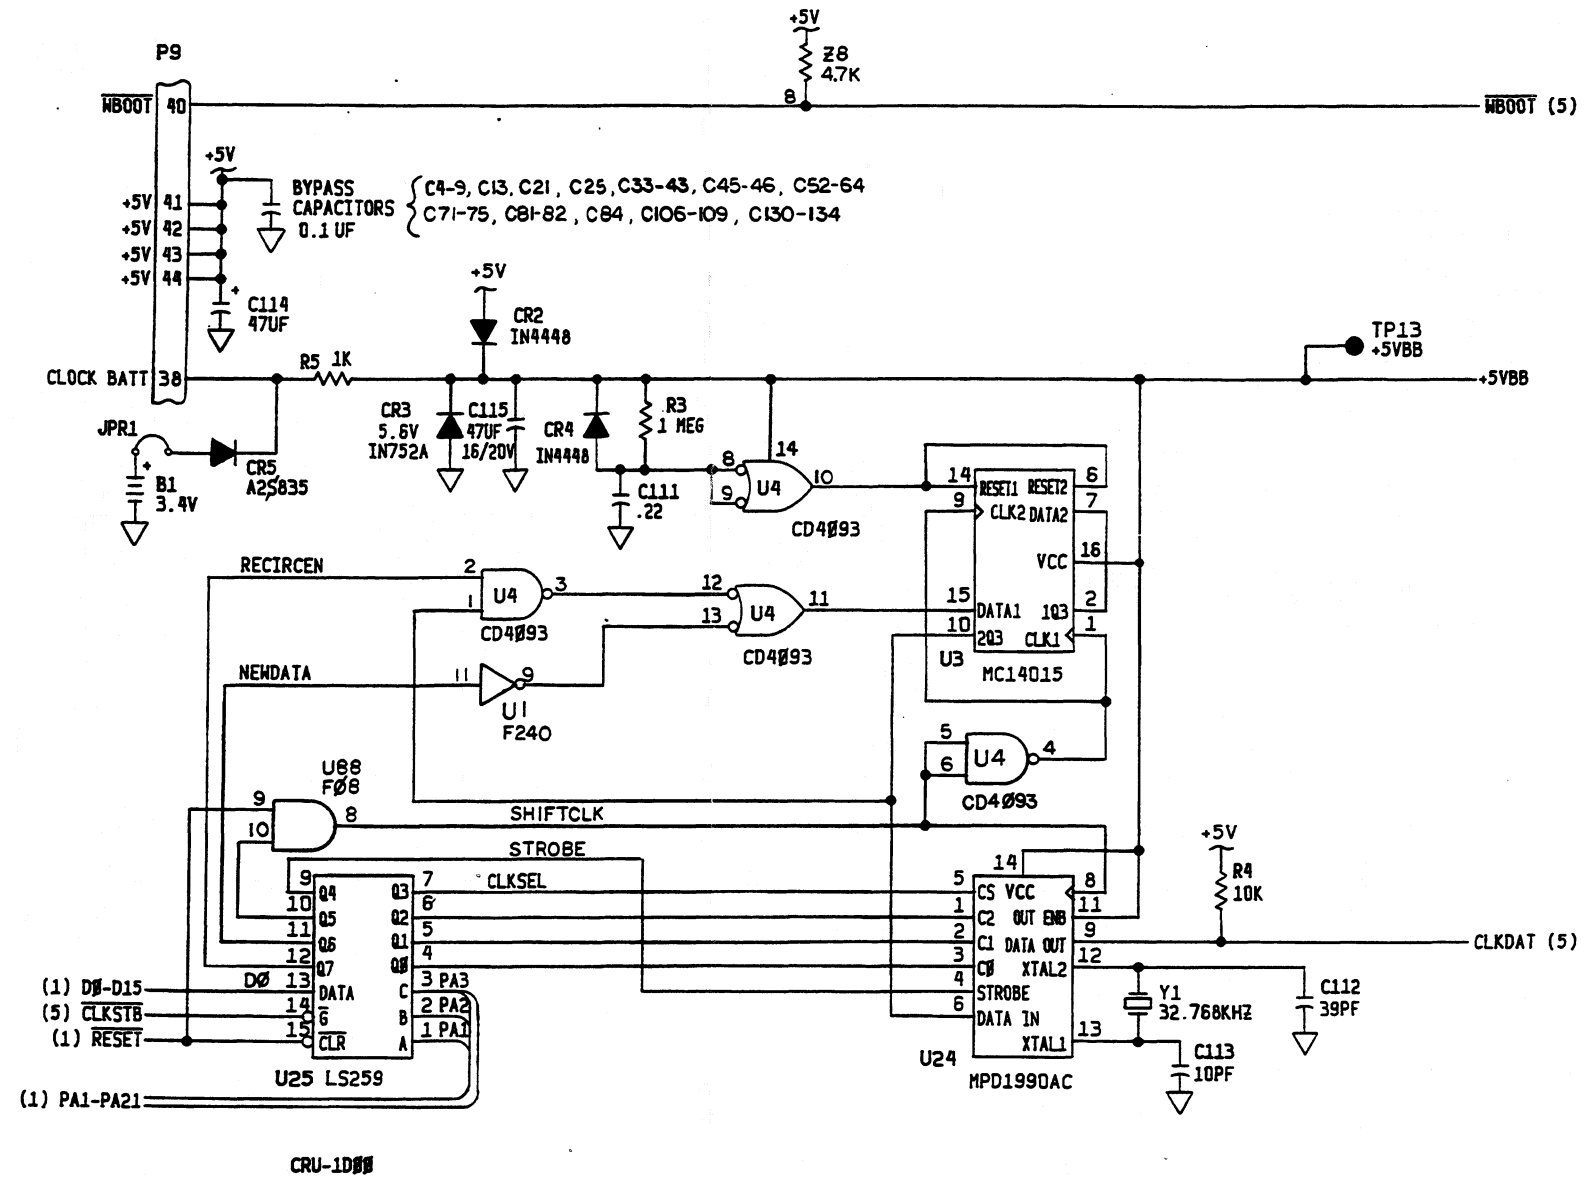 +5V
P9
Z8
4.7K
8
WBOOT 40
WBOOT (5)
+5V
BYPASS
CAPACITORS
0.1 UF
C4-9, C13, C21, C25, C33-43, C45-46, C52-64
C71-75, C81-82, C84, C106-109, C130-134
+5V 41
+5V 42
+5V 43
+5V 44
+
C114
47UF
+5V
CR2
IN4448
TP13
+5VBB
R5 1K
CLOCK BATT 38
+5VBB
JPR1
CR5
A2S835
+
B1
3.4V
CR3
5.6V
IN752A
C115
47UF
16/20V
CR4
IN4448
R3
1 MEG
C111
.22
14
8
9
U4
10
CD4093
14 RESET1 RESET2 6
9 CLK2 DATA2 7
VCC 16
15 DATA1 1Q3 2
10 2Q3 CLK1 1
U3
MC14015
RECIRCEN
2
1
U4
3
CD4093
12
13
U4
11
CD4093
NEWDATA
11
9
U1
F240
5
6
U4
4
CD4093
U88
F08
9
10
8
SHIFTCLK
STROBE
CLKSEL
9 Q4 Q3 7
10 Q5 Q2 6
11 Q6 Q1 5
12 Q7 Q0 4
(1) D0-D15
D0
13 DATA C 3 PA3
(5) CLKSTB
14 G B 2 PA2
(1) RESET
15 CLR A 1 PA1
U25 LS259
(1) PA1-PA21
14
5 CS VCC 8
1 C2 OUT ENB 11
2 C1 DATA OUT 9
3 C0 XTAL2 12
4 STROBE
6 DATA IN
XTAL1 13
U24
MPD1990AC
+5V
R4
10K
CLKDAT (5)
Y1
32.768KHZ
C112
39PF
C113
10PF
CRU-1D00